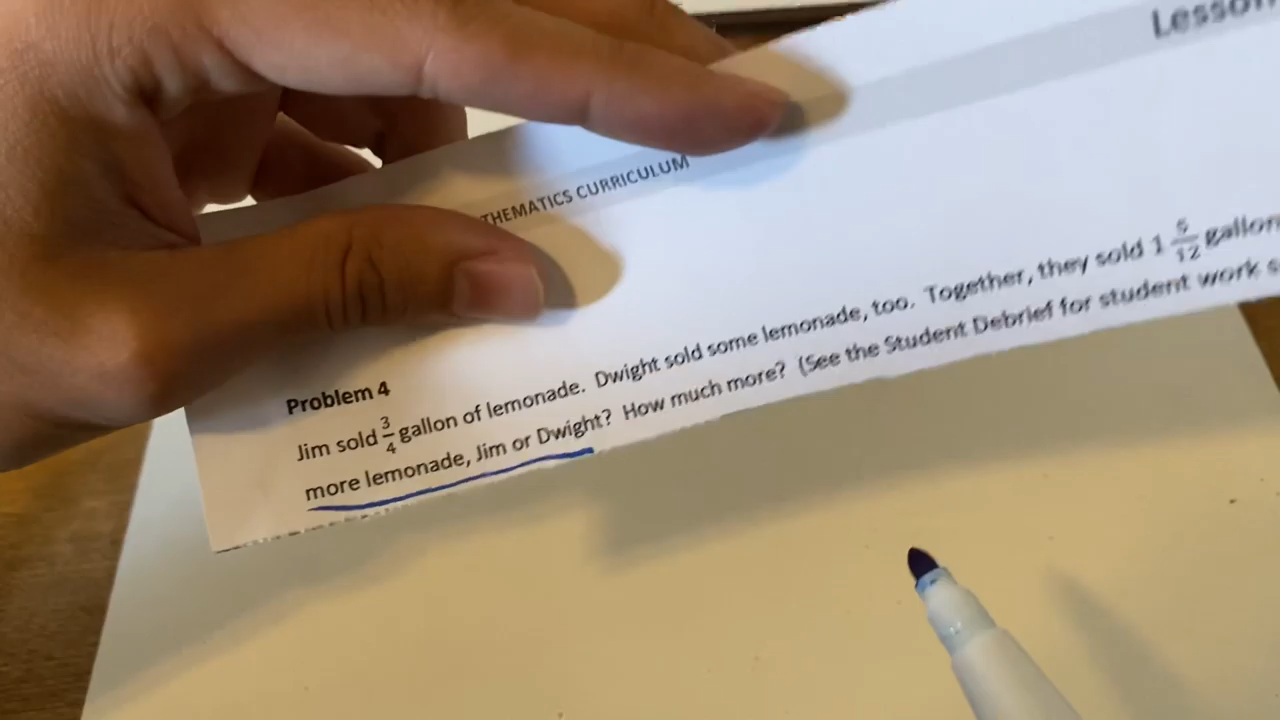 Lesson
THEMATICS CURRICULUM
Problem 4
Jim sold 3/4 gallon of lemonade. Dwight sold some lemonade, too. Together, they sold 1 5/12 gallon
more lemonade, Jim or Dwight? How much more? (See the Student Debrief for student work s